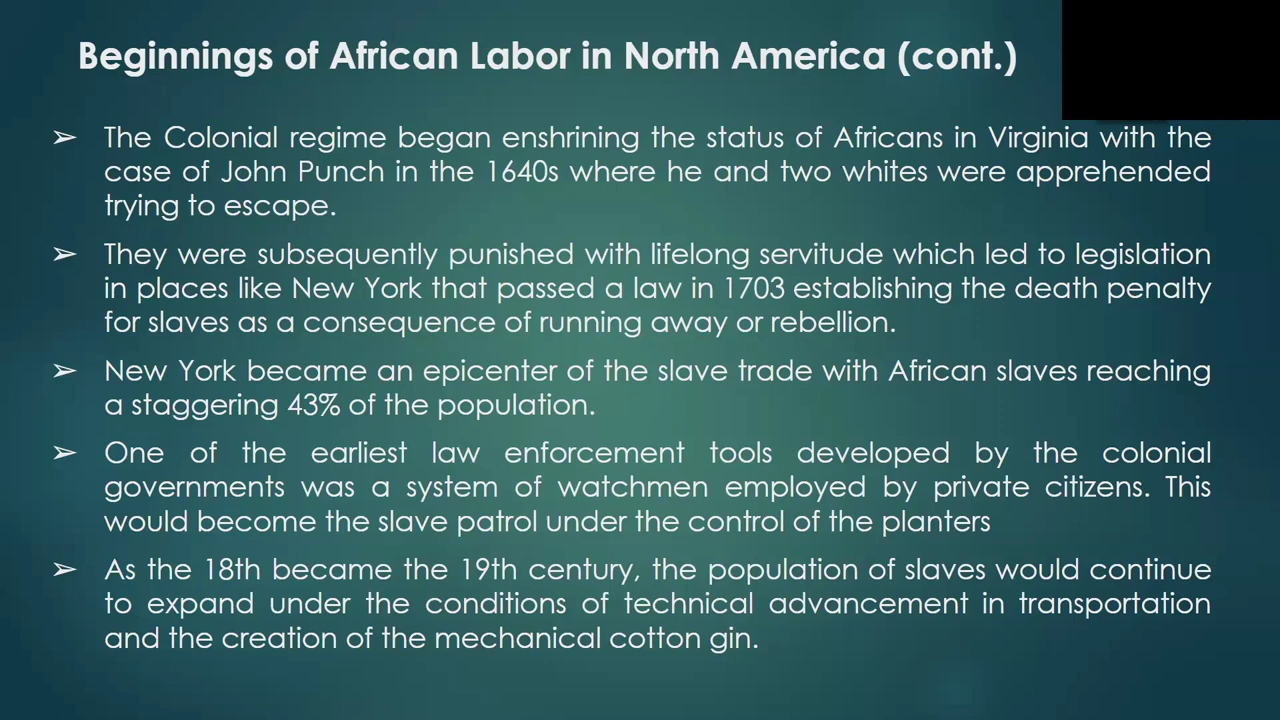 Beginnings of African Labor in North America (cont.)
➢ The Colonial regime began enshrining the status of Africans in Virginia with the
case of John Punch in the 1640s where he and two whites were apprehended
trying to escape.
➢ They were subsequently punished with lifelong servitude which led to legislation
in places like New York that passed a law in 1703 establishing the death penalty
for slaves as a consequence of running away or rebellion.
➢ New York became an epicenter of the slave trade with African slaves reaching
a staggering 43% of the population.
➢ One of the earliest law enforcement tools developed by the colonial
governments was a system of watchmen employed by private citizens. This
would become the slave patrol under the control of the planters
➢ As the 18th became the 19th century, the population of slaves would continue
to expand under the conditions of technical advancement in transportation
and the creation of the mechanical cotton gin.